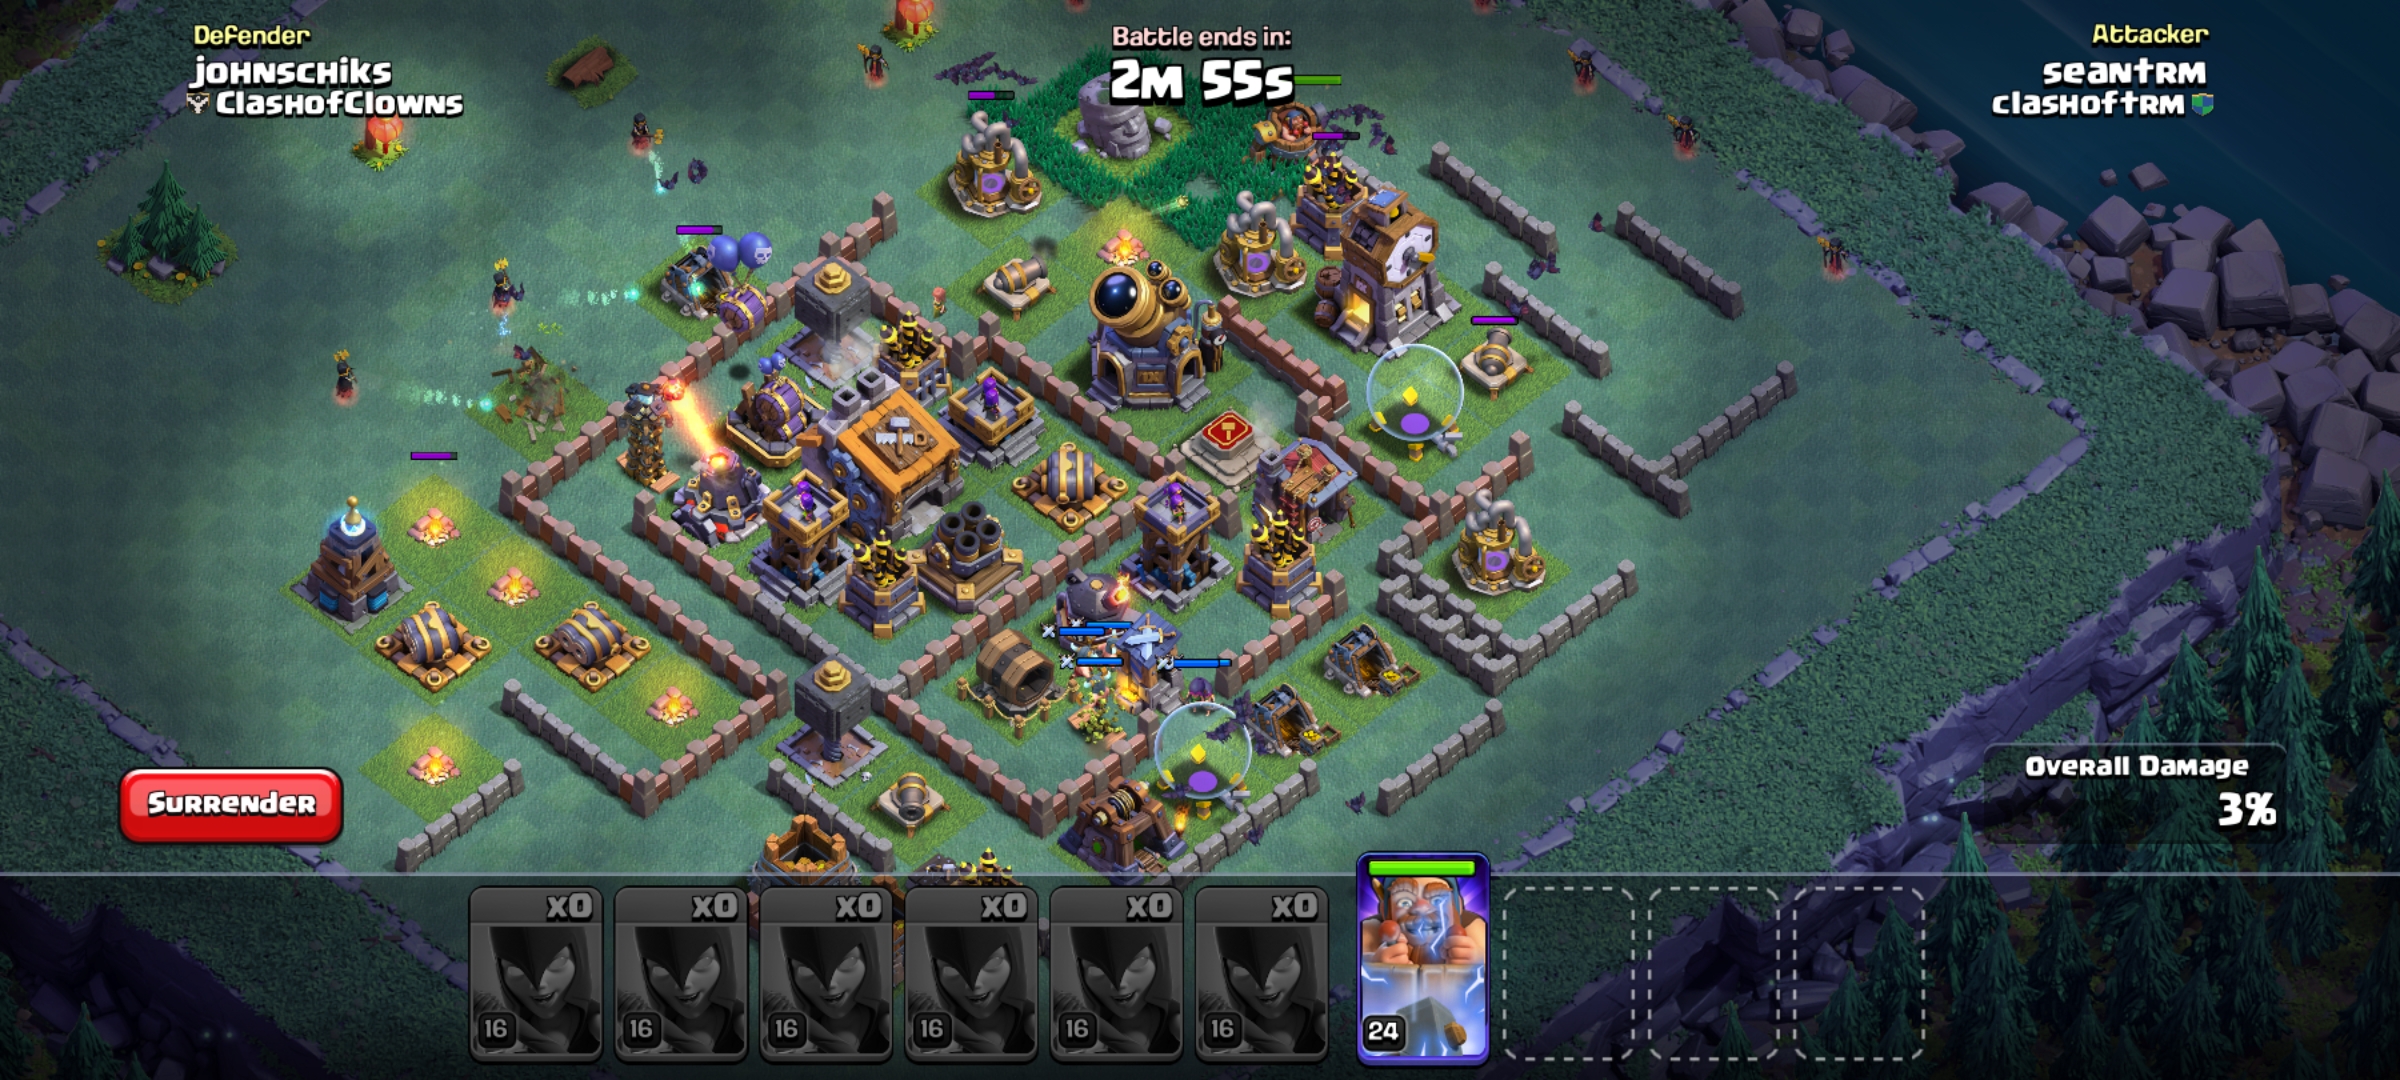 Defender
johnschiks
ClashofClowns
Battle ends in:
2M 55s
Attacker
seantRM
clashoftRM
Surrender
Overall Damage
3%
x0
x0
x0
x0
x0
x0
16
16
16
16
16
16
24